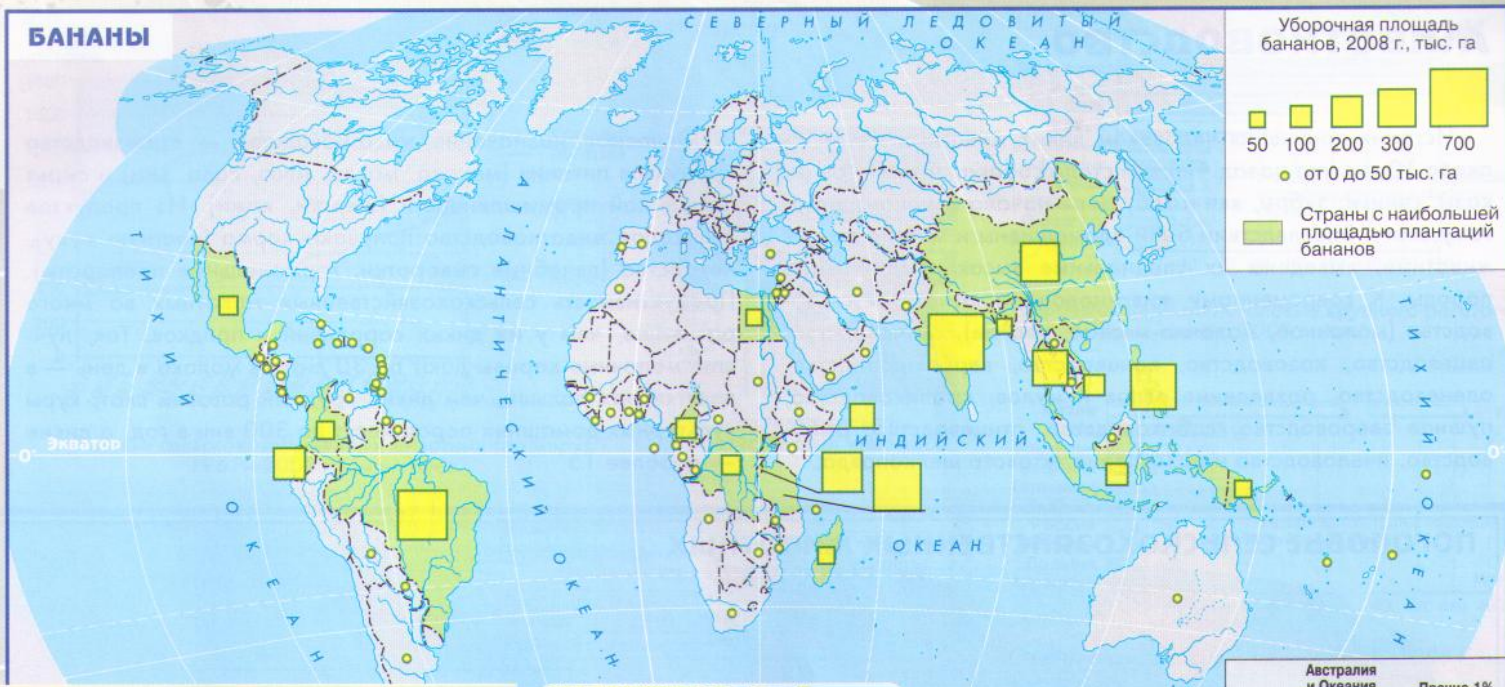 БАНАНЫ
СЕВЕРНЫЙ ЛЕДОВИТЫЙ
ОКЕАН
Уборочная площадь
бананов, 2008 г., тыс. га
50 100 200 300 700
от 0 до 50 тыс. га
Страны с наибольшей
площадью плантаций
бананов
ТИХИЙ
ОКЕАН
АТЛАНТИЧЕСКИЙ
ОКЕАН
ИНДИЙСКИЙ
ОКЕАН
ТИХИЙ
ОКЕАН
0° Экватор
0°
Австралия
и Океания
Прочие 1%